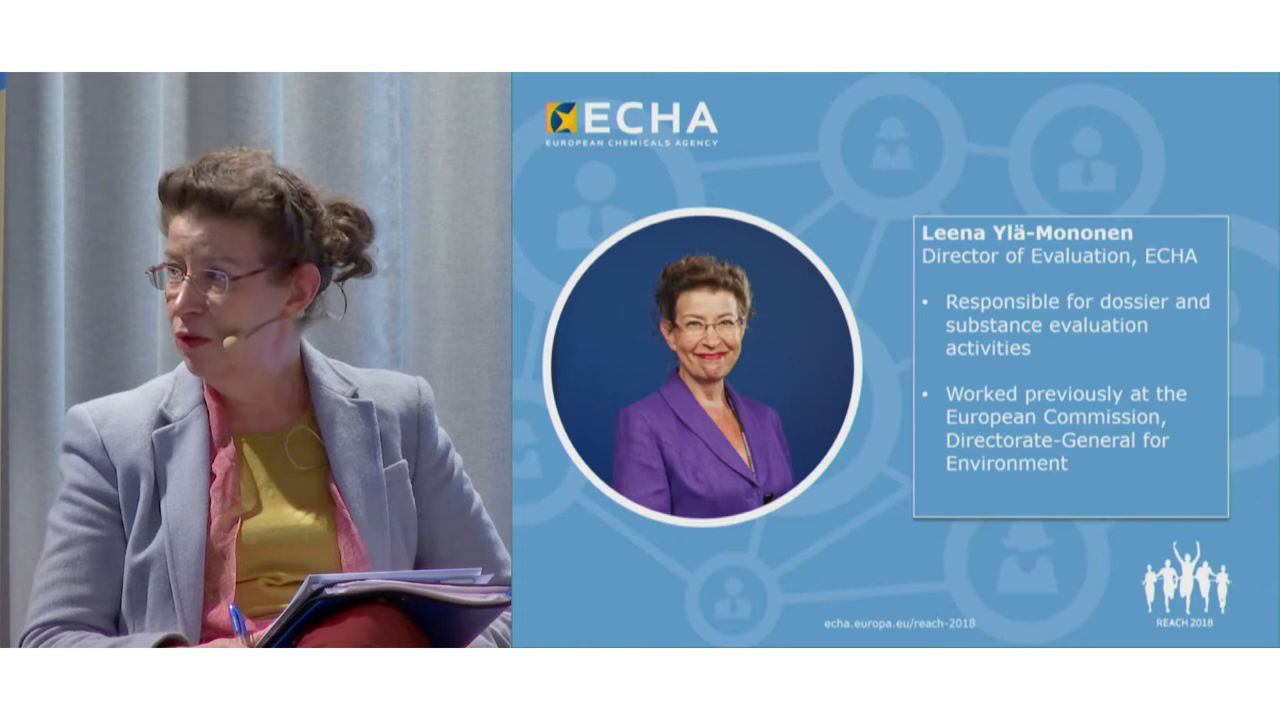 ECHA
EUROPEAN CHEMICALS AGENCY
Leena Ylä-Mononen
Director of Evaluation, ECHA
• Responsible for dossier and
substance evaluation
activities
• Worked previously at the
European Commission,
Directorate-General for
Environment
echa.europa.eu/reach-2018
REACH 2018